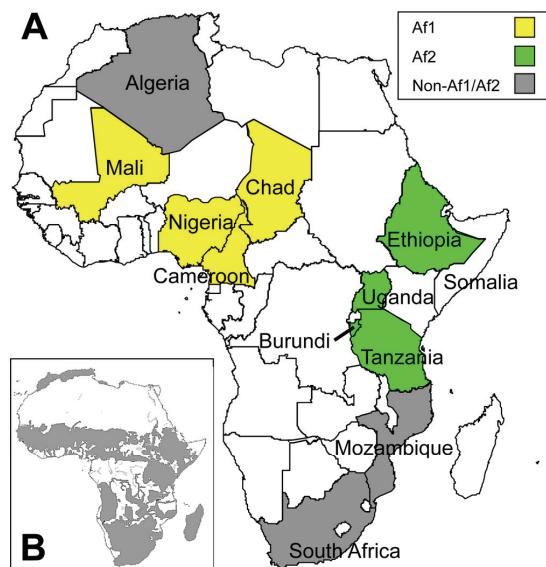 A
Af1
Af2
Non-Af1/Af2
Algeria
Mali
Chad
Nigeria
Ethiopia
Cameroon
Somalia
Uganda
Burundi
Tanzania
Mozambique
South Africa
B